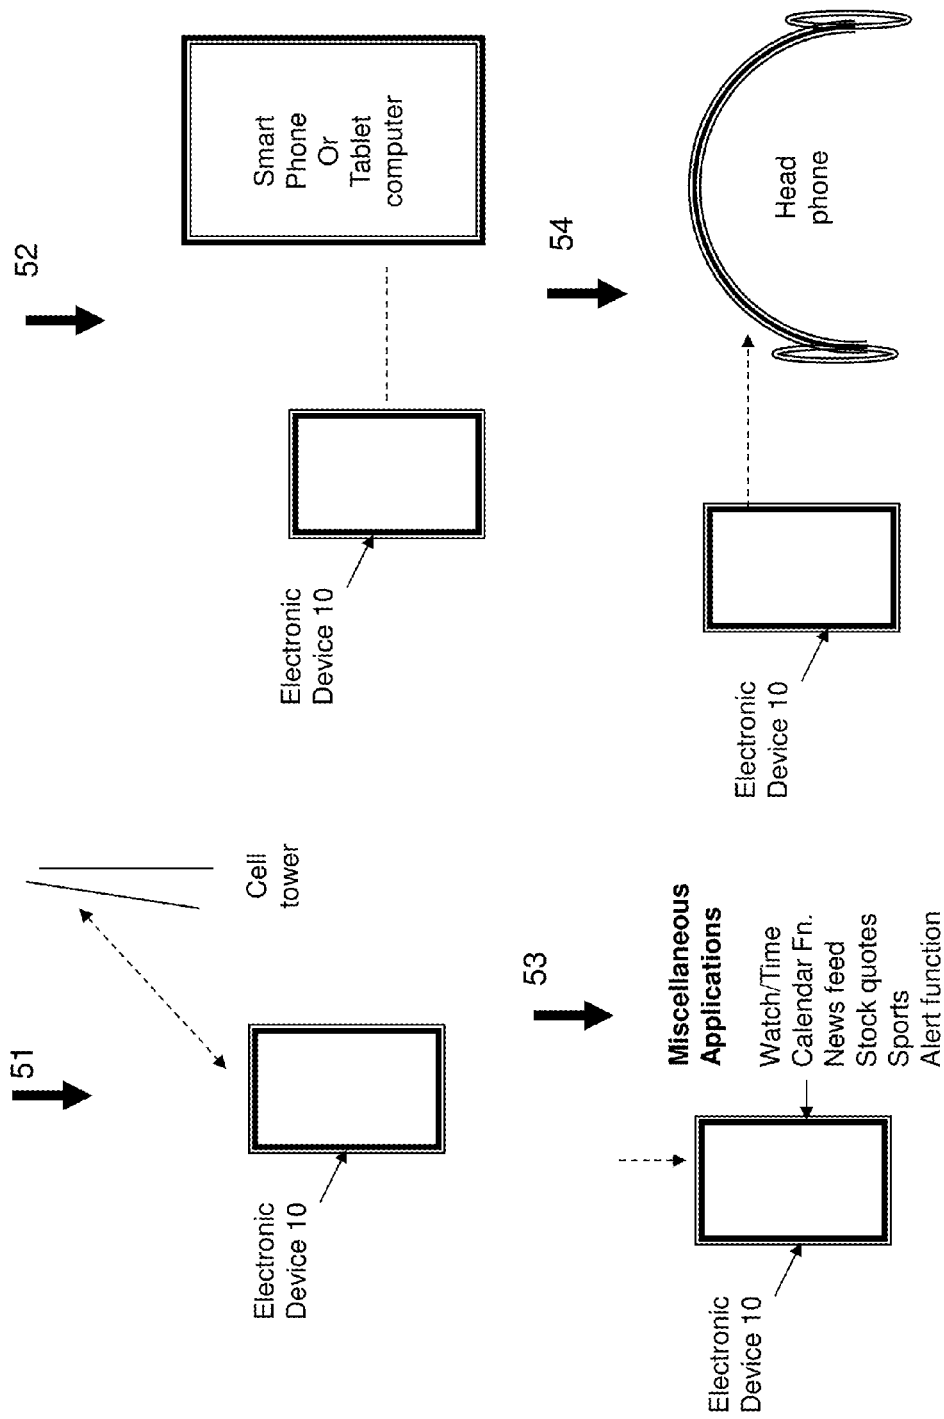 51
Electronic
Device 10
Cell
tower
52
Electronic
Device 10
Smart
Phone
Or
Tablet
computer
53
Electronic
Device 10
Miscellaneous
Applications
Watch/Time
Calendar Fn.
News feed
Stock quotes
Sports
Alert function
54
Electronic
Device 10
Head
phone